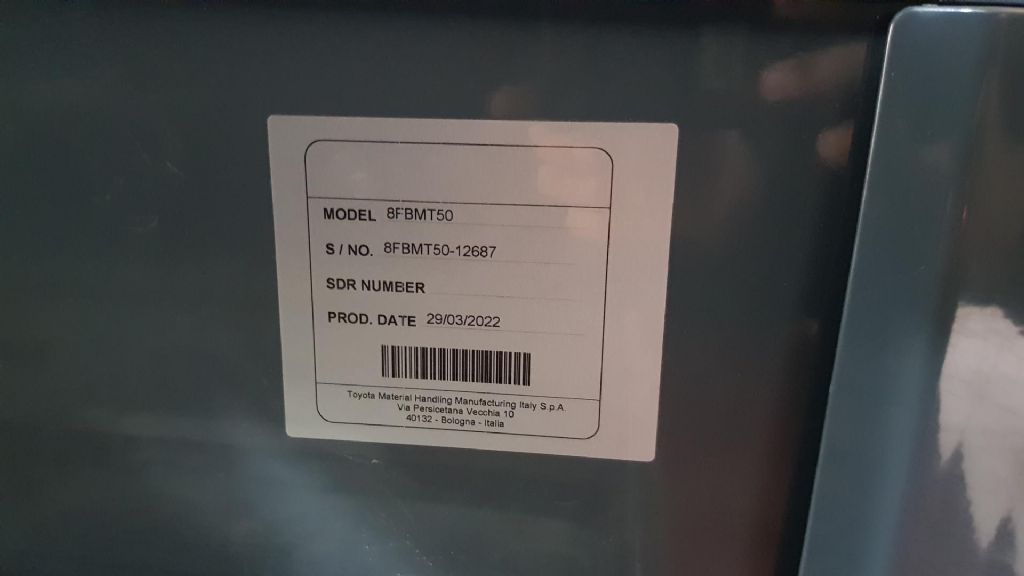 MODEL 8FBMT50
S / NO. 8FBMT50-12687
SDR NUMBER
PROD. DATE 29/03/2022
Toyota Material Handling Manufacturing Italy S.p.A.
Via Persicetana Vecchia 10
40132 - Bologna - Italia